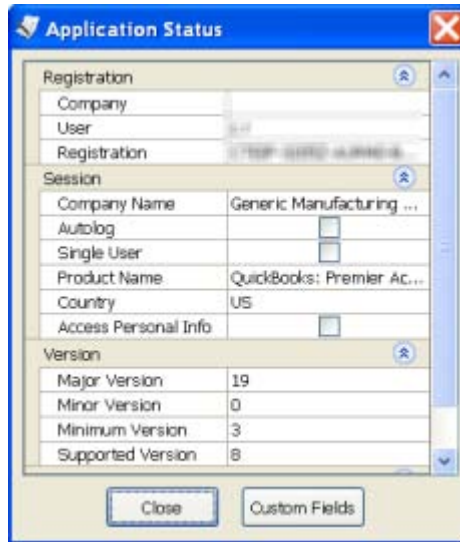 Application Status
Registration
Company
User
Registration
Session
Company Name Generic Manufacturing ...
Autolog
Single User
Product Name QuickBooks: Premier Ac...
Country US
Access Personal Info
Version
Major Version 19
Minor Version 0
Minimum Version 3
Supported Version 8
Close Custom Fields